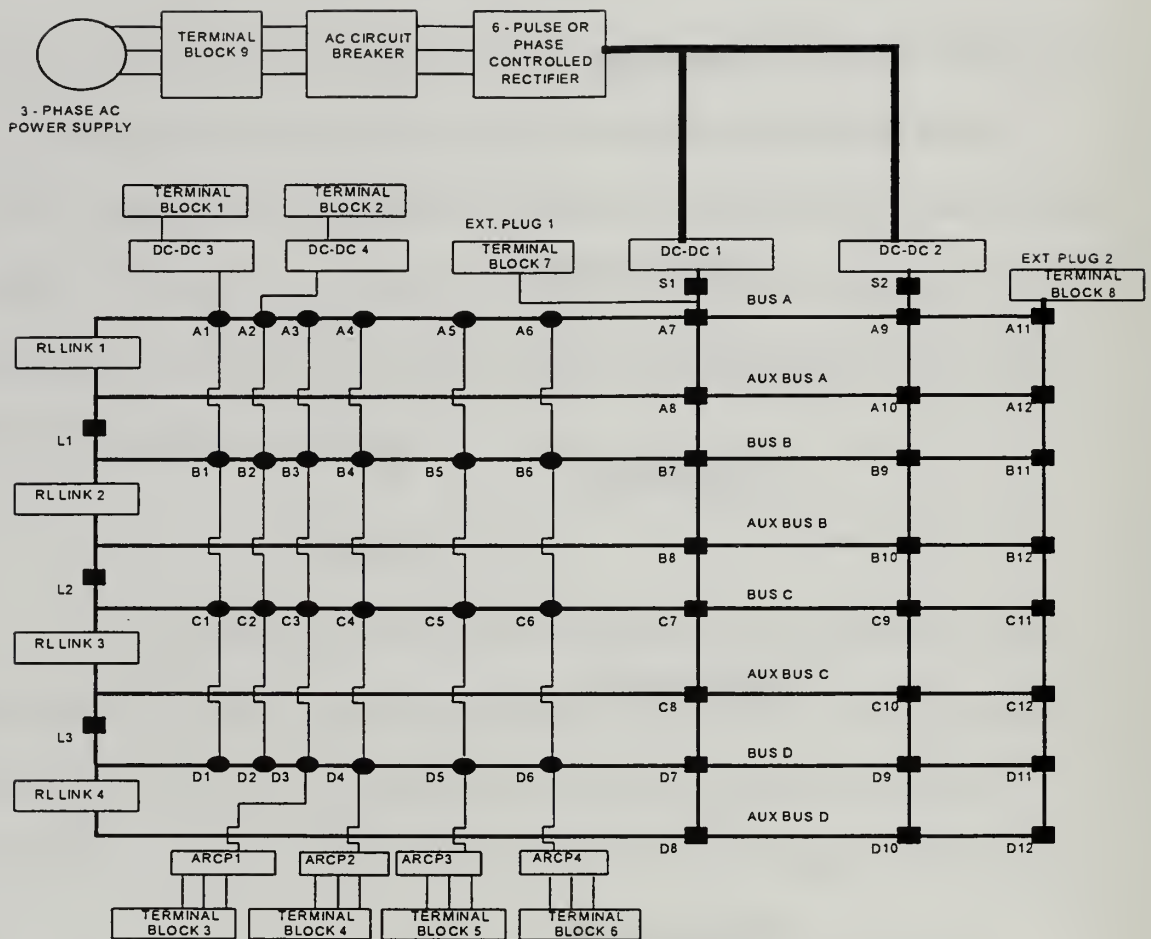 TERMINAL
BLOCK 9
AC CIRCUIT
BREAKER
6 - PULSE OR
PHASE
CONTROLLED
RECTIFIER
3 - PHASE AC
POWER SUPPLY
TERMINAL
BLOCK 1
TERMINAL
BLOCK 2
DC-DC 3
DC-DC 4
EXT. PLUG 1
TERMINAL
BLOCK 7
DC-DC 1
DC-DC 2
EXT PLUG 2
TERMINAL
BLOCK 8
S1
S2
BUS A
A1 A2 A3 A4 A5 A6 A7 A9 A11
RL LINK 1
AUX BUS A
A8 A10 A12
L1
BUS B
B1 B2 B3 B4 B5 B6 B7 B9 B11
RL LINK 2
AUX BUS B
B8 B10 B12
L2
BUS C
C1 C2 C3 C4 C5 C6 C7 C9 C11
RL LINK 3
AUX BUS C
C8 C10 C12
L3
BUS D
D1 D2 D3 D4 D5 D6 D7 D9 D11
RL LINK 4
AUX BUS D
D8 D10 D12
ARCP1
ARCP2
ARCP3
ARCP4
TERMINAL
BLOCK 3
TERMINAL
BLOCK 4
TERMINAL
BLOCK 5
TERMINAL
BLOCK 6